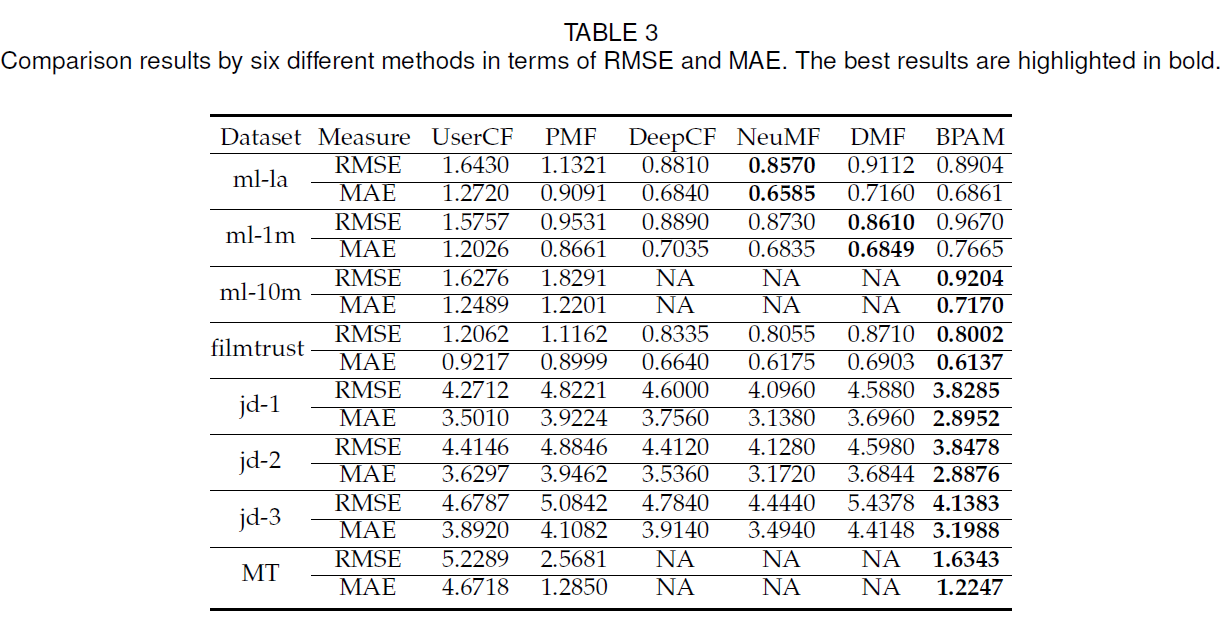 TABLE 3
Comparison results by six different methods in terms of RMSE and MAE. The best results are highlighted in bold.
Dataset Measure UserCF PMF DeepCF NeuMF DMF BPAM
ml-la RMSE 1.6430 1.1321 0.8810 0.8570 0.9112 0.8904
MAE 1.2720 0.9091 0.6840 0.6585 0.7160 0.6861
ml-1m RMSE 1.5757 0.9531 0.8890 0.8730 0.8610 0.9670
MAE 1.2026 0.8661 0.7035 0.6835 0.6849 0.7665
ml-10m RMSE 1.6276 1.8291 NA NA NA 0.9204
MAE 1.2489 1.2201 NA NA NA 0.7170
filmtrust RMSE 1.2062 1.1162 0.8335 0.8055 0.8710 0.8002
MAE 0.9217 0.8999 0.6640 0.6175 0.6903 0.6137
jd-1 RMSE 4.2712 4.8221 4.6000 4.0960 4.5880 3.8285
MAE 3.5010 3.9224 3.7560 3.1380 3.6960 2.8952
jd-2 RMSE 4.4146 4.8846 4.4120 4.1280 4.5980 3.8478
MAE 3.6297 3.9462 3.5360 3.1720 3.6844 2.8876
jd-3 RMSE 4.6787 5.0842 4.7840 4.4440 5.4378 4.1383
MAE 3.8920 4.1082 3.9140 3.4940 4.4148 3.1988
MT RMSE 5.2289 2.5681 NA NA NA 1.6343
MAE 4.6718 1.2850 NA NA NA 1.2247